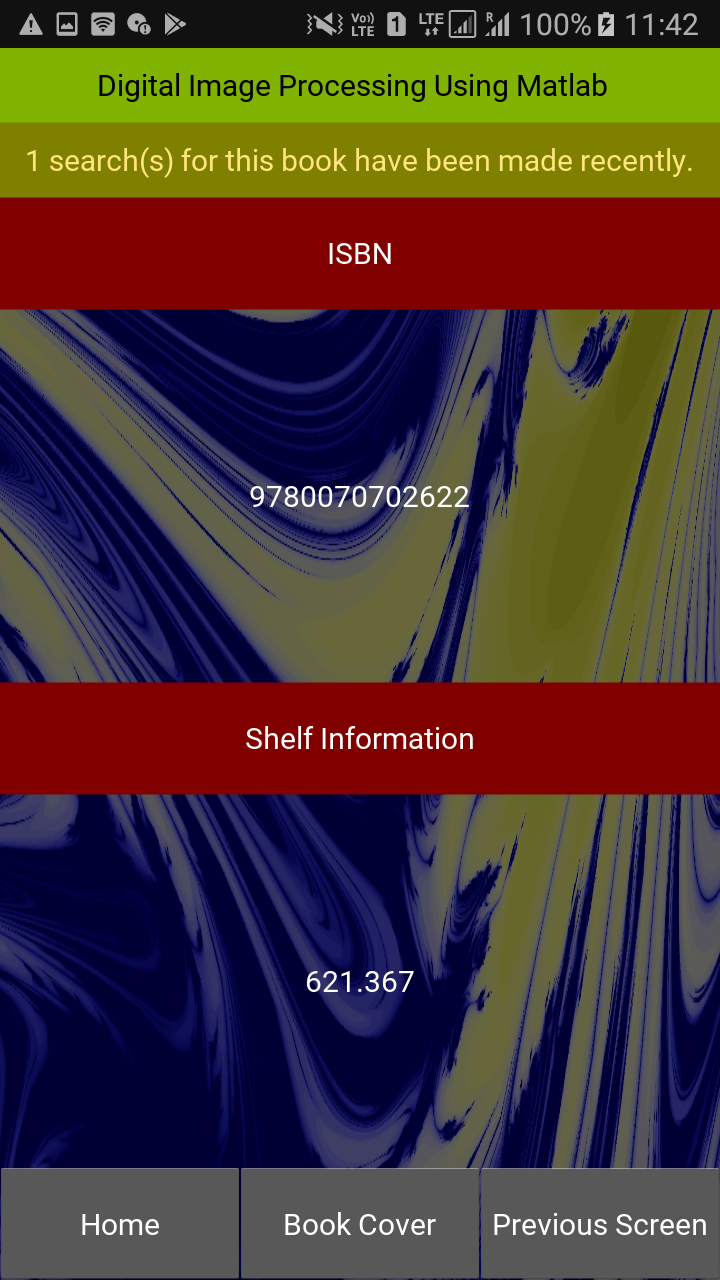 Vo)) LTE 1 LTE R 100% 11:42
Digital Image Processing Using Matlab
1 search(s) for this book have been made recently.
ISBN
9780070702622
Shelf Information
621.367
Home
Book Cover
Previous Screen